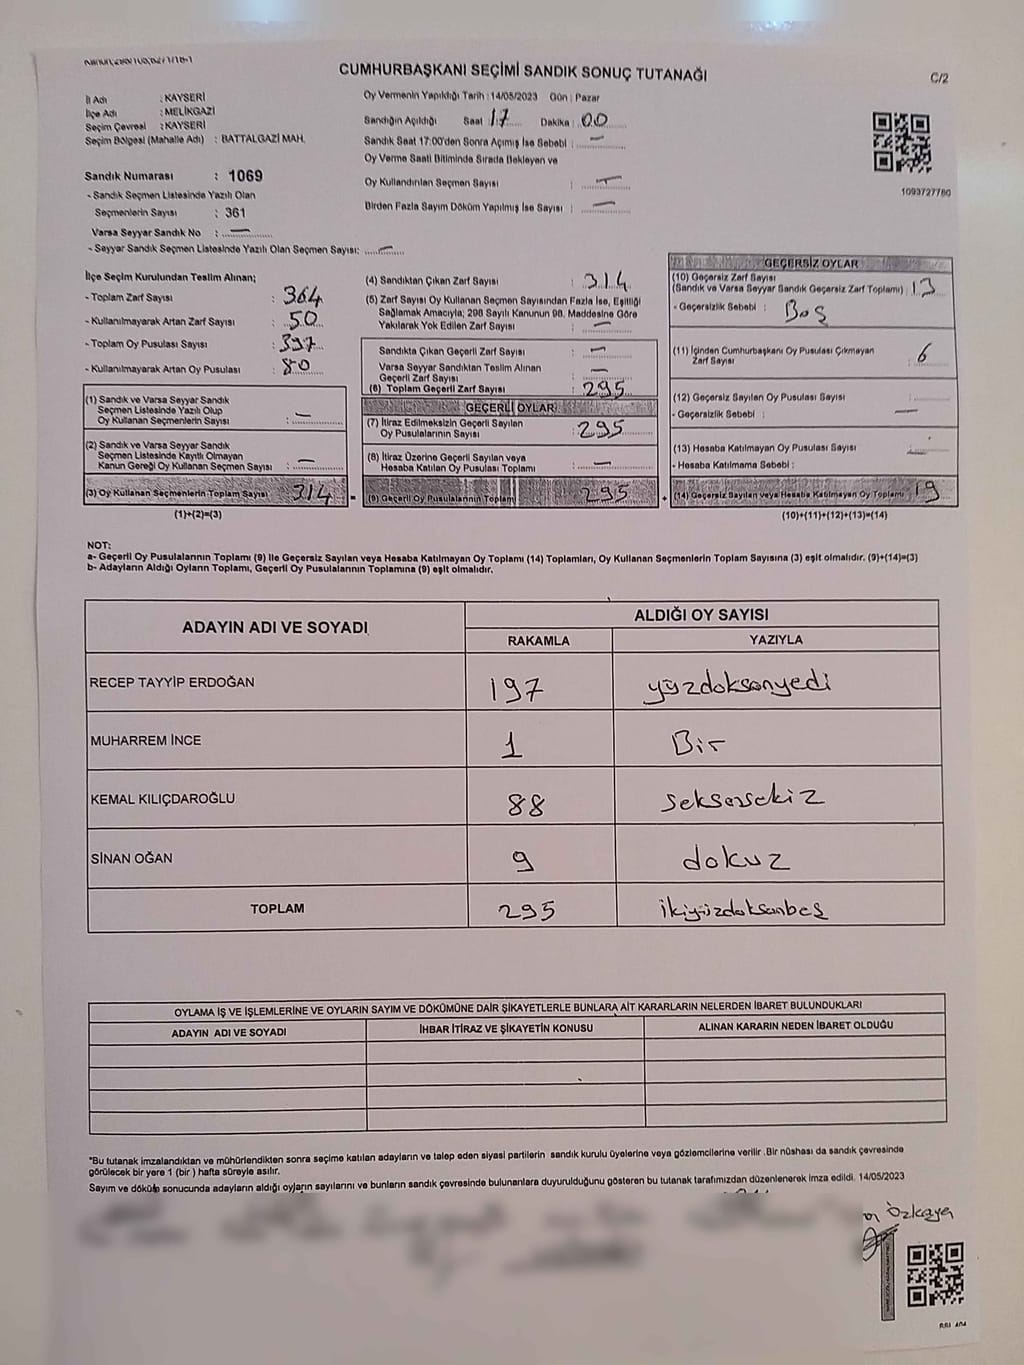 CUMHURBAŞKANI SEÇİMİ SANDIK SONUÇ TUTANAĞI
C/2
İl Adı : KAYSERİ
İlçe Adı : MELİKGAZİ
Seçim Çevresi : KAYSERİ
Seçim Bölgesi (Mahalle Adı) : BATTALGAZİ MAH.
Sandık Numarası : 1069
- Sandık Seçmen Listesinde Yazılı Olan
Seçmenlerin Sayısı : 361
Varsa Seyyar Sandık No : —
- Seyyar Sandık Seçmen Listesinde Yazılı Olan Seçmen Sayısı: —
Oy Vermenin Yapıldığı Tarih : 14/05/2023 Gün : Pazar
Sandığın Açıldığı Saat : 17 Dakika : 00
Sandık Saat 17:00'den Sonra Açımış İse Sebebi : —
Oy Verme Saati Bitiminde Sırada Bekleyen ve
Oy Kullandırılan Seçmen Sayısı : —
Birden Fazla Sayım Döküm Yapılmış İse Sayısı : —
1093727780
İlçe Seçim Kurulundan Teslim Alınan;
- Toplam Zarf Sayısı : 364
- Kullanılmayarak Artan Zarf Sayısı : 50
- Toplam Oy Pusulası Sayısı : 397
- Kullanılmayarak Artan Oy Pusulası : 80
(1) Sandık ve Varsa Seyyar Sandık
Seçmen Listesinde Yazılı Olup
Oy Kullanan Seçmenlerin Sayısı : —
(2) Sandık ve Varsa Seyyar Sandık
Seçmen Listesinde Kayıtlı Olmayan
Kanun Gereği Oy Kullanan Seçmen Sayısı : —
(3) Oy Kullanan Seçmenlerin Toplam Sayısı : 314
(1)+(2)=(3)
(4) Sandıktan Çıkan Zarf Sayısı : 314
(5) Zarf Sayısı Oy Kullanan Seçmen Sayısından Fazla İse, Eşitliği
Sağlamak Amacıyla; 298 Sayılı Kanunun 98. Maddesine Göre
Yakılarak Yok Edilen Zarf Sayısı : —
Sandıkta Çıkan Geçerli Zarf Sayısı : —
Varsa Seyyar Sandıktan Teslim Alınan
Geçerli Zarf Sayısı : —
(6) Toplam Geçerli Zarf Sayısı : 295
GEÇERLİ OYLAR
(7) İtiraz Edilmeksizin Geçerli Sayılan
Oy Pusulalarının Sayısı : 295
(8) İtiraz Üzerine Geçerli Sayılan veya
Hesaba Katılan Oy Pusulası Toplamı : —
= (9) Geçerli Oy Pusulalarının Toplamı : 295
GEÇERSİZ OYLAR
(10) Geçersiz Zarf Sayısı
(Sandık ve Varsa Seyyar Sandık Geçersiz Zarf Toplamı) : 13
- Geçersizlik Sebebi : Boş
(11) İçinden Cumhurbaşkanı Oy Pusulası Çıkmayan
Zarf Sayısı : 6
(12) Geçersiz Sayılan Oy Pusulası Sayısı :
- Geçersizlik Sebebi : —
(13) Hesaba Katılmayan Oy Pusulası Sayısı : —
- Hesaba Katılmama Sebebi :
+ (14) Geçersiz Sayılan veya Hesaba Katılmayan Oy Toplamı : 19
(10)+(11)+(12)+(13)=(14)
NOT:
a- Geçerli Oy Pusulalarının Toplamı (9) ile Geçersiz Sayılan veya Hesaba Katılmayan Oy Toplamı (14) Toplamları, Oy Kullanan Seçmenlerin Toplam Sayısına (3) eşit olmalıdır. (9)+(14)=(3)
b- Adayların Aldığı Oyların Toplamı, Geçerli Oy Pusulalarının Toplamına (9) eşit olmalıdır.
ADAYIN ADI VE SOYADI
ALDIĞI OY SAYISI
RAKAMLA YAZIYLA
RECEP TAYYİP ERDOĞAN 197 yüzdoksanyedi
MUHARREM İNCE 1 Bir
KEMAL KILIÇDAROĞLU 88 seksensekiz
SİNAN OĞAN 9 dokuz
TOPLAM 295 ikiyüzdoksanbeş
OYLAMA İŞ VE İŞLEMLERİNE VE OYLARIN SAYIM VE DÖKÜMÜNE DAİR ŞİKAYETLERLE BUNLARA AİT KARARLARIN NELERDEN İBARET BULUNDUKLARI
ADAYIN ADI VE SOYADI İHBAR İTİRAZ VE ŞİKAYETİN KONUSU ALINAN KARARIN NEDEN İBARET OLDUĞU
"Bu tutanak imzalandıktan ve mühürlendikten sonra seçime katılan adayların ve talep eden siyasi partilerin sandık kurulu üyelerine veya gözlemcilerine verilir .Bir nüshası da sandık çevresinde
görülecek bir yere 1 (bir ) hafta süreyle asılır.
Sayım ve döküm sonucunda adayların aldığı oyların sayılarını ve bunların sandık çevresinde bulunanlara duyurulduğunu gösteren bu tutanak tarafımızdan düzenlenerek imza edildi. 14/05/2023
Özkaya